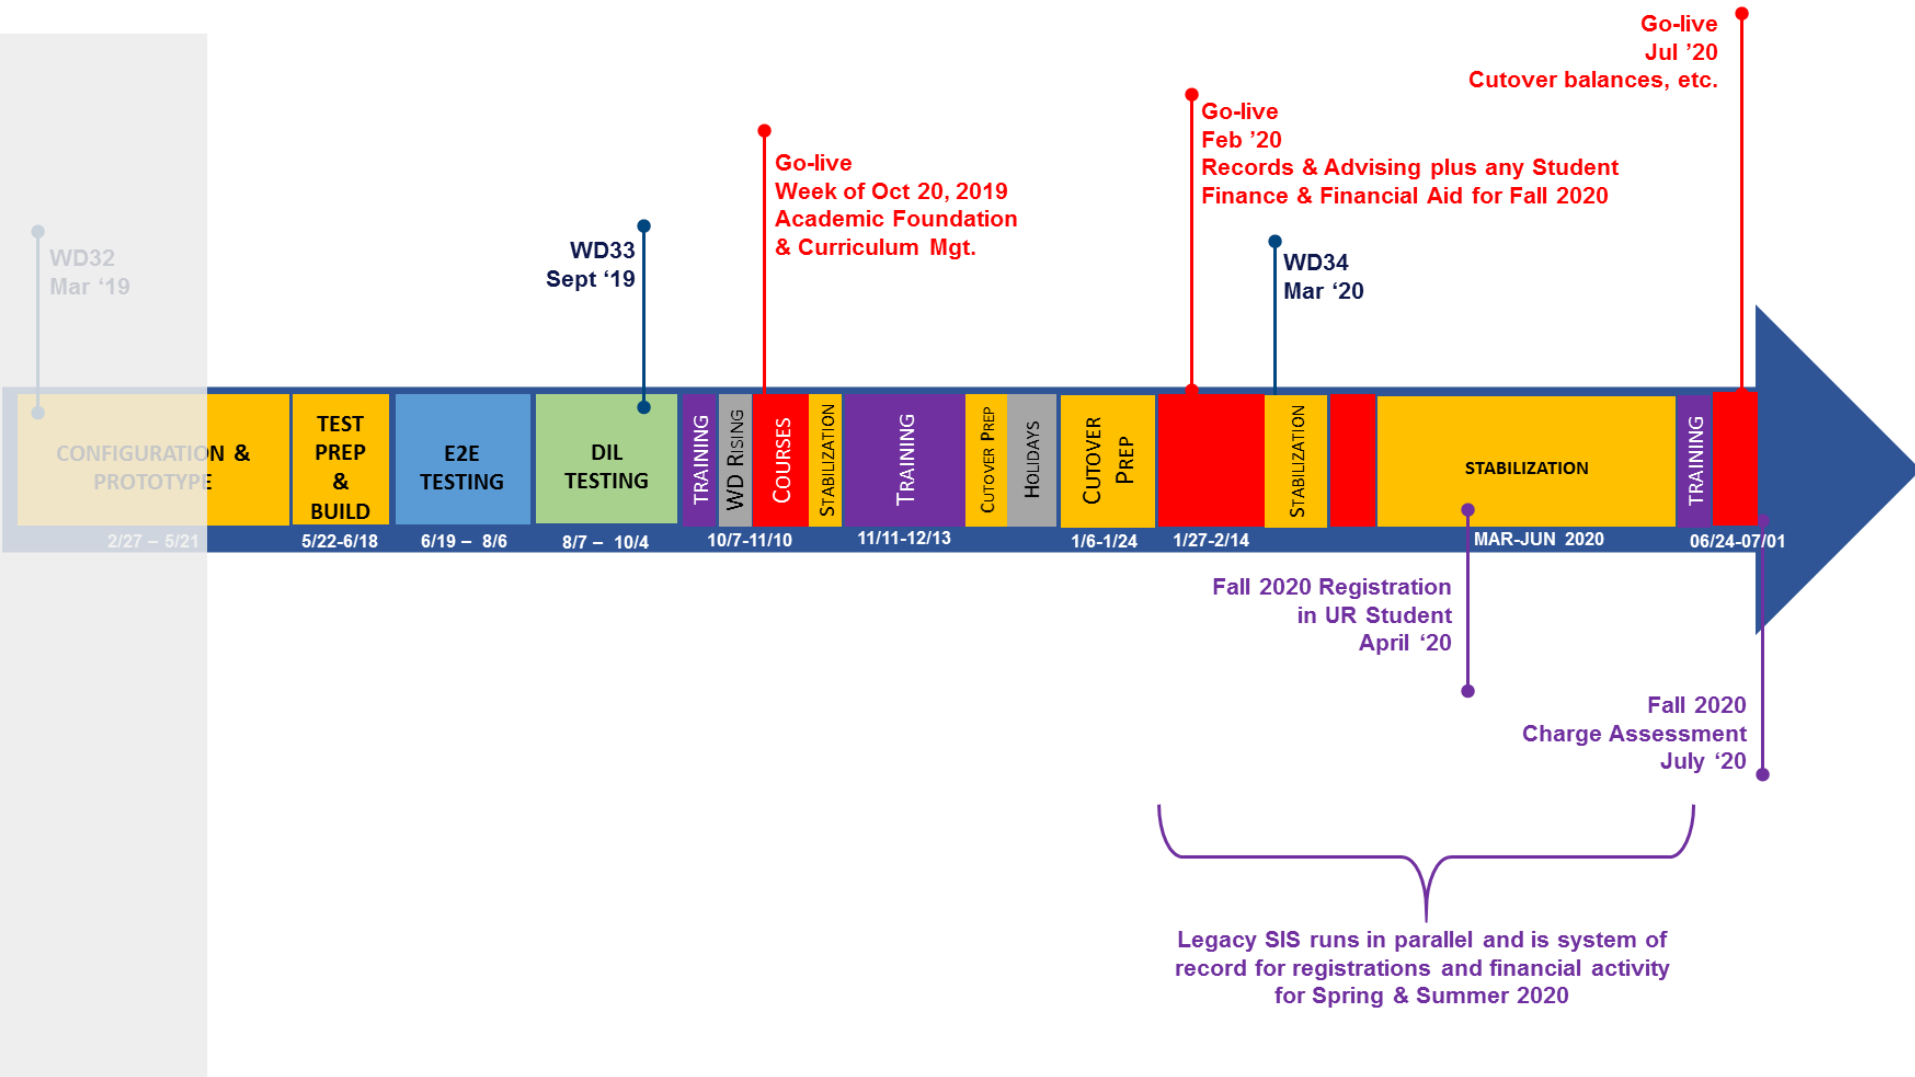 Go-live
Jul ’20
Cutover balances, etc.
Go-live
Feb ’20
Records & Advising plus any Student
Finance & Financial Aid for Fall 2020
Go-live
Week of Oct 20, 2019
Academic Foundation
& Curriculum Mgt.
WD32
Mar ‘19
WD33
Sept ‘19
WD34
Mar ‘20
CONFIGURATION &
PROTOTYPE
TEST
PREP
&
BUILD
E2E
TESTING
DIL
TESTING
TRAINING
WD RISING
COURSES
STABILIZATION
TRAINING
CUTOVER PREP
HOLIDAYS
CUTOVER
PREP
STABILIZATION
STABILIZATION
TRAINING
2/27 – 5/21
5/22-6/18
6/19 – 8/6
8/7 – 10/4
10/7-11/10
11/11-12/13
1/6-1/24
1/27-2/14
MAR-JUN 2020
06/24-07/01
Fall 2020 Registration
in UR Student
April ‘20
Fall 2020
Charge Assessment
July ‘20
Legacy SIS runs in parallel and is system of
record for registrations and financial activity
for Spring & Summer 2020